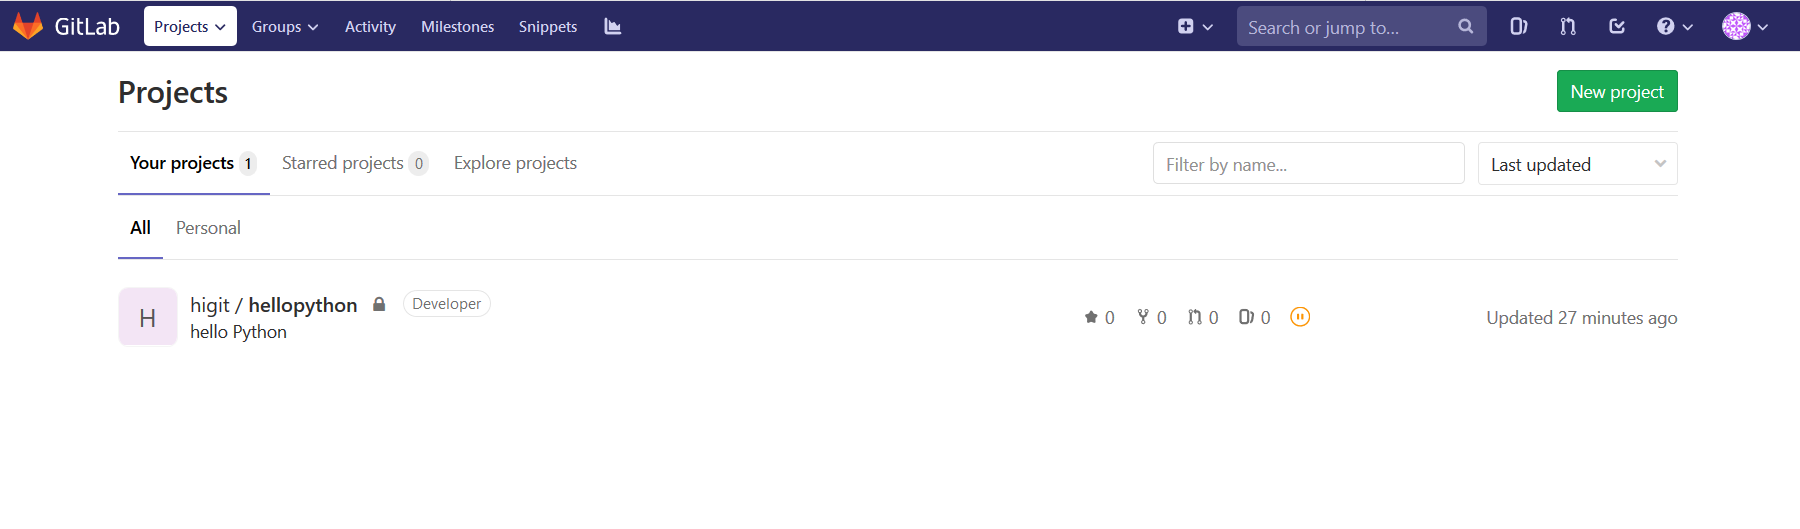 GitLab Projects Groups Activity Milestones Snippets Search or jump to...
Projects New project
Your projects 1 Starred projects 0 Explore projects Filter by name... Last updated
All Personal
H higit / hellopython Developer
hello Python
0 0 0 0 Updated 27 minutes ago